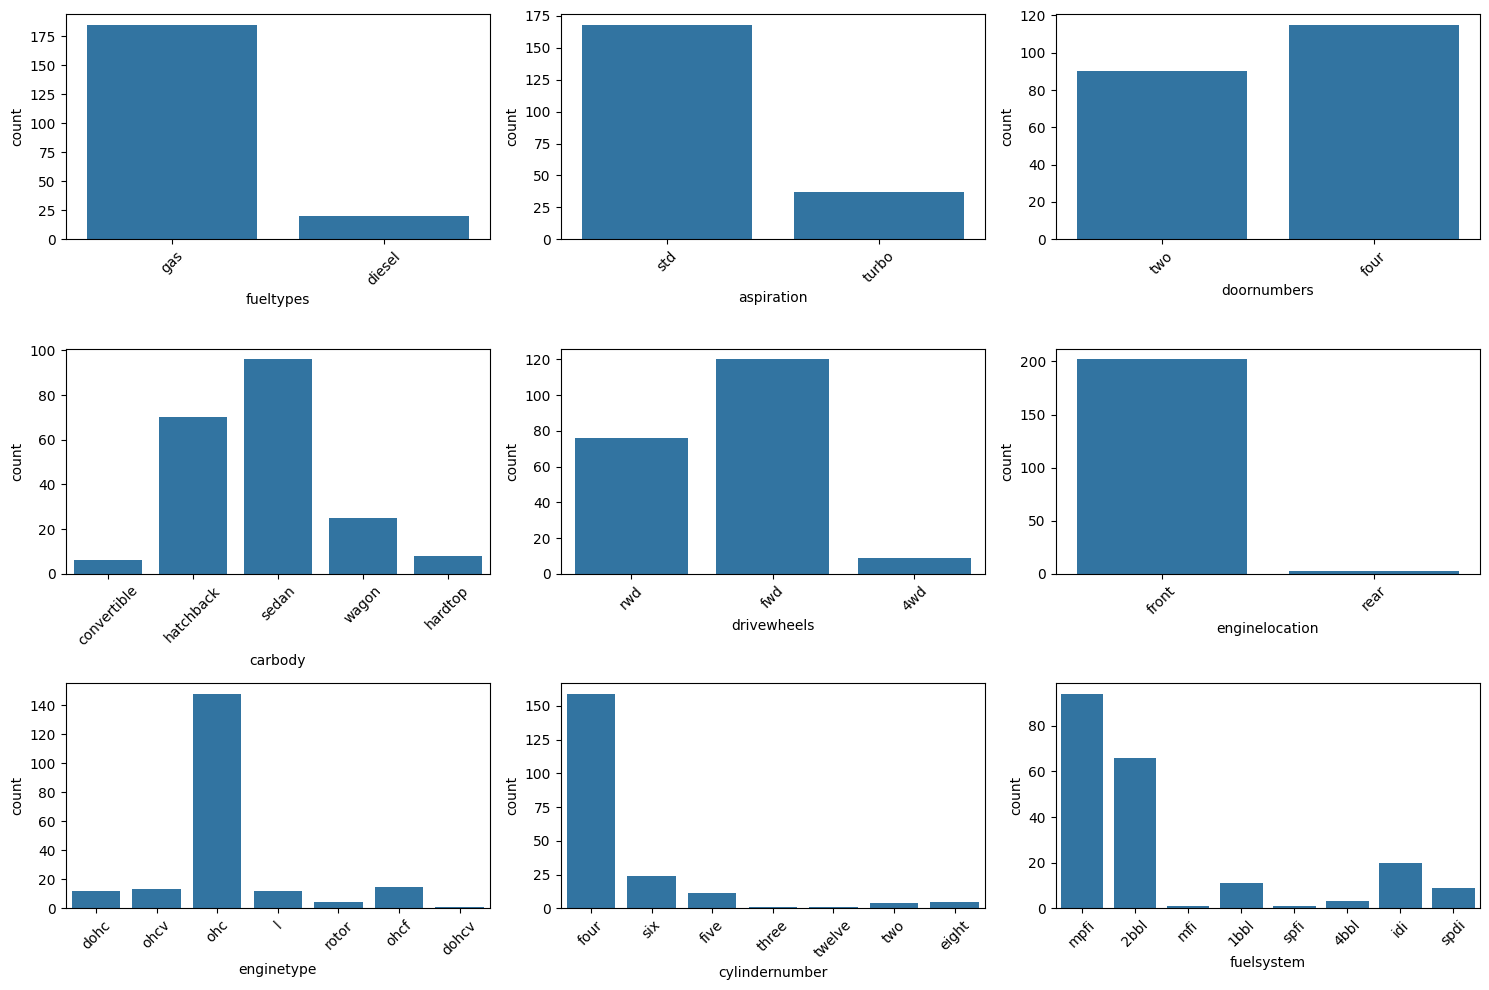 175
150
125
100
75
50
25
0
count
gas
diesel
fueltypes
175
150
125
100
75
50
25
0
count
std
turbo
aspiration
120
100
80
60
40
20
0
count
two
four
doornumbers
100
80
60
40
20
0
count
convertible
hatchback
sedan
wagon
hardtop
carbody
120
100
80
60
40
20
0
count
rwd
fwd
4wd
drivewheels
200
150
100
50
0
count
front
rear
enginelocation
140
120
100
80
60
40
20
0
count
dohc
ohcv
ohc
l
rotor
ohcf
dohcv
enginetype
150
125
100
75
50
25
0
count
four
six
five
three
twelve
two
eight
cylindernumber
80
60
40
20
0
count
mpfi
2bbl
mfi
1bbl
spfi
4bbl
idi
spdi
fuelsystem